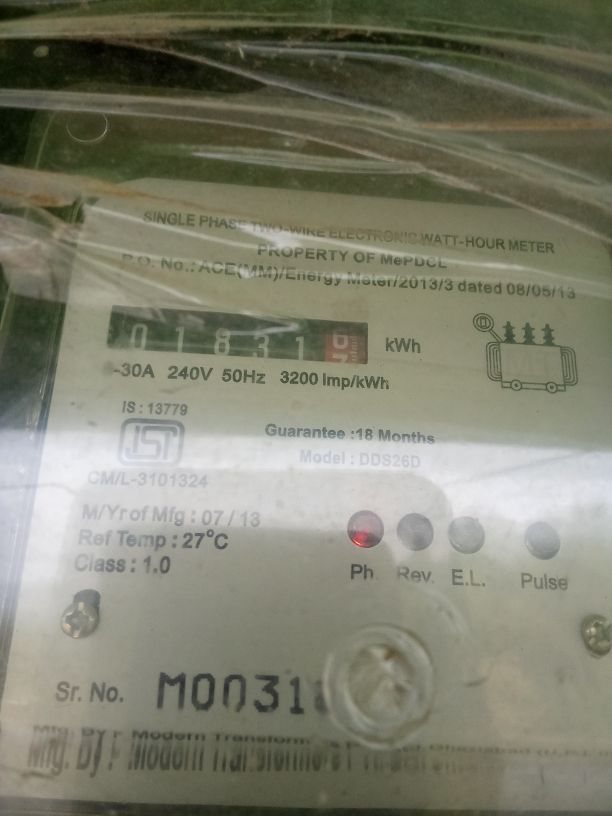 SINGLE PHASE TWO-WIRE ELECTRONIC WATT-HOUR METER
PROPERTY OF MePDCL
P.O. No.: ACE(MM)/Energy Meter/2013/3 dated 08/05/13
0 1 8 3 1 kWh
-30A 240V 50Hz 3200 Imp/kWh
IS : 13779
Guarantee :18 Months
Model : DDS26D
CM/L-3101324
M/Yr of Mfg : 07 / 13
Ref Temp : 27°C
Class : 1.0
Ph. Rev. E.L. Pulse
Sr. No. M0031
Mfg. By Modern